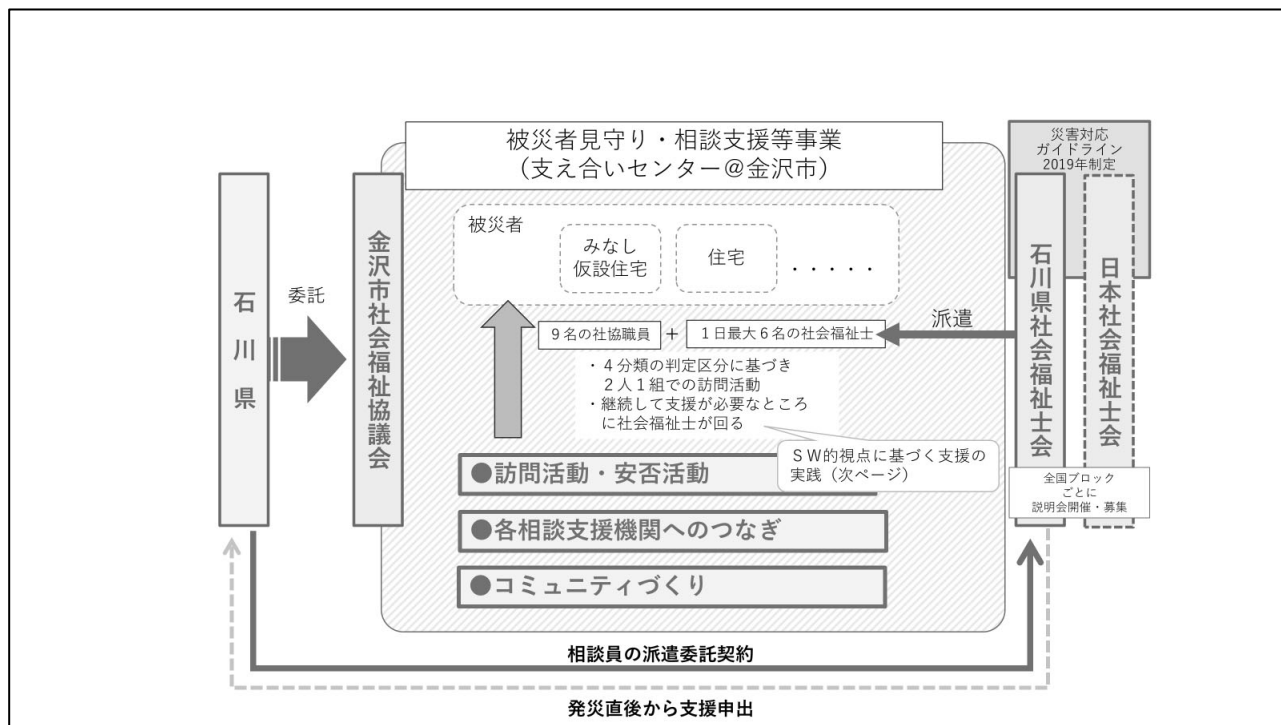 被災者見守り・相談支援等事業
(支え合いセンター@金沢市)
災害対応
ガイドライン
2019年制定
石川県
委託
金沢市社会福祉協議会
被災者
みなし
仮設住宅
住宅
・・・・・
9名の社協職員
+
1日最大6名の社会福祉士
派遣
石川県社会福祉士会
日本社会福祉士会
・4分類の判定区分に基づき
2人1組での訪問活動
・継続して支援が必要なところ
に社会福祉士が回る
SW的視点に基づく支援の
実践(次ページ)
●訪問活動・安否活動
●各相談支援機関へのつなぎ
●コミュニティづくり
全国ブロック
ごとに
説明会開催・募集
相談員の派遣委託契約
発災直後から支援申出